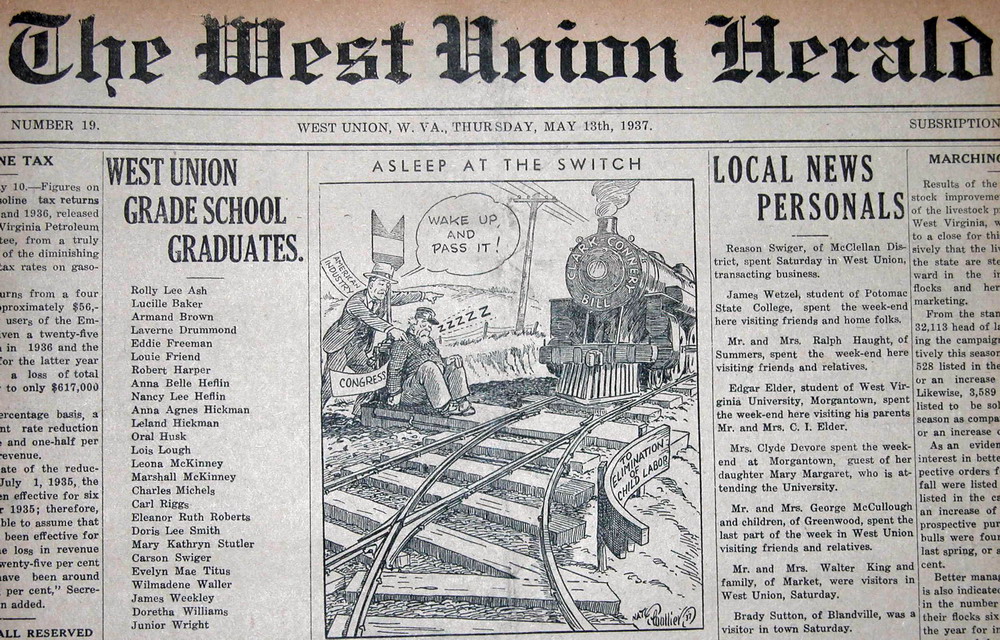 The West Union Herald
NUMBER 19.
WEST UNION, W. VA., THURSDAY, MAY 13th, 1937.
SUBSRIPTION
NE TAX
y 10.—Figures on
oline tax returns
and 1936, released
Virginia Petroleum
tee, from a truly
of the diminishing
tax rates on gaso-
urns from a four
proximately $56,-
users of the Em-
ven a twenty-five
n in 1936 and the
for the latter year
a loss of total
to only $617,000
ercentage basis, a
nt rate reduction
e and one-half per
revenue.
ate of the reduc-
July 1, 1935, the
en effective for six
r 1935; therefore,
ble to assume that
been effective for
e loss in revenue
wenty-five per cent
have been around
per cent," Secre-
n added.
ALL RESERVED
WEST UNION
GRADE SCHOOL
GRADUATES.
Rolly Lee Ash
Lucille Baker
Armand Brown
Laverne Drummond
Eddie Freeman
Louie Friend
Robert Harper
Anna Belle Heflin
Nancy Lee Heflin
Anna Agnes Hickman
Leland Hickman
Oral Husk
Lois Lough
Leona McKinney
Marshall McKinney
Charles Michels
Carl Riggs
Eleanor Ruth Roberts
Doris Lee Smith
Mary Kathryn Stutler
Carson Swiger
Evelyn Mae Titus
Wilmadene Waller
James Weekley
Doretha Williams
Junior Wright
ASLEEP AT THE SWITCH
WAKE UP,
AND
PASS IT!
AMERICAN
INDUSTRY
ZZZZZ
CONGRESS
CLARK-CONNERY
BILL
TO
ELIMINATION
OF
CHILD LABOR
NATE Collier 37
LOCAL NEWS
PERSONALS
Reason Swiger, of McClellan Dis-
trict, spent Saturday in West Union,
transacting business.
James Wetzel, student of Potomac
State College, spent the week-end
here visiting friends and home folks.
Mr. and Mrs. Ralph Haught, of
Summers, spent the week-end here
visiting friends and relatives.
Edgar Elder, student of West Vir-
ginia University, Morgantown, spent
the week-end here visiting his parents
Mr. and Mrs. C. I. Elder.
Mrs. Clyde Devore spent the week-
end at Morgantown, guest of her
daughter Mary Margaret, who is at-
tending the University.
Mr. and Mrs. George McCullough
and children, of Greenwood, spent the
last part of the week in West Union
visiting friends and relatives.
Mr. and Mrs. Walter King and
family, of Market, were visitors in
West Union, Saturday.
Brady Sutton, of Blandville, was a
visitor in town Saturday.
MARCHING
Results of the
stock improveme
of the livestock p
West Virginia, w
to a close for thi
sively that the li
the state are ste
ward in the i
flocks and her
marketing.
From the star
32,113 head of l
ing the campaig
tively this season
528 listed in the
or an increase
Likewise, 3,589
listed to be sol
season as compa
or an increase o
As an eviden
interest in bette
pective orders f
fall were listed
listed in the ca
an increase of
prospective pur
bulls were foun
last spring, or a
cent.
Better manag
is also indicated
in the number
their flocks six
the year for in